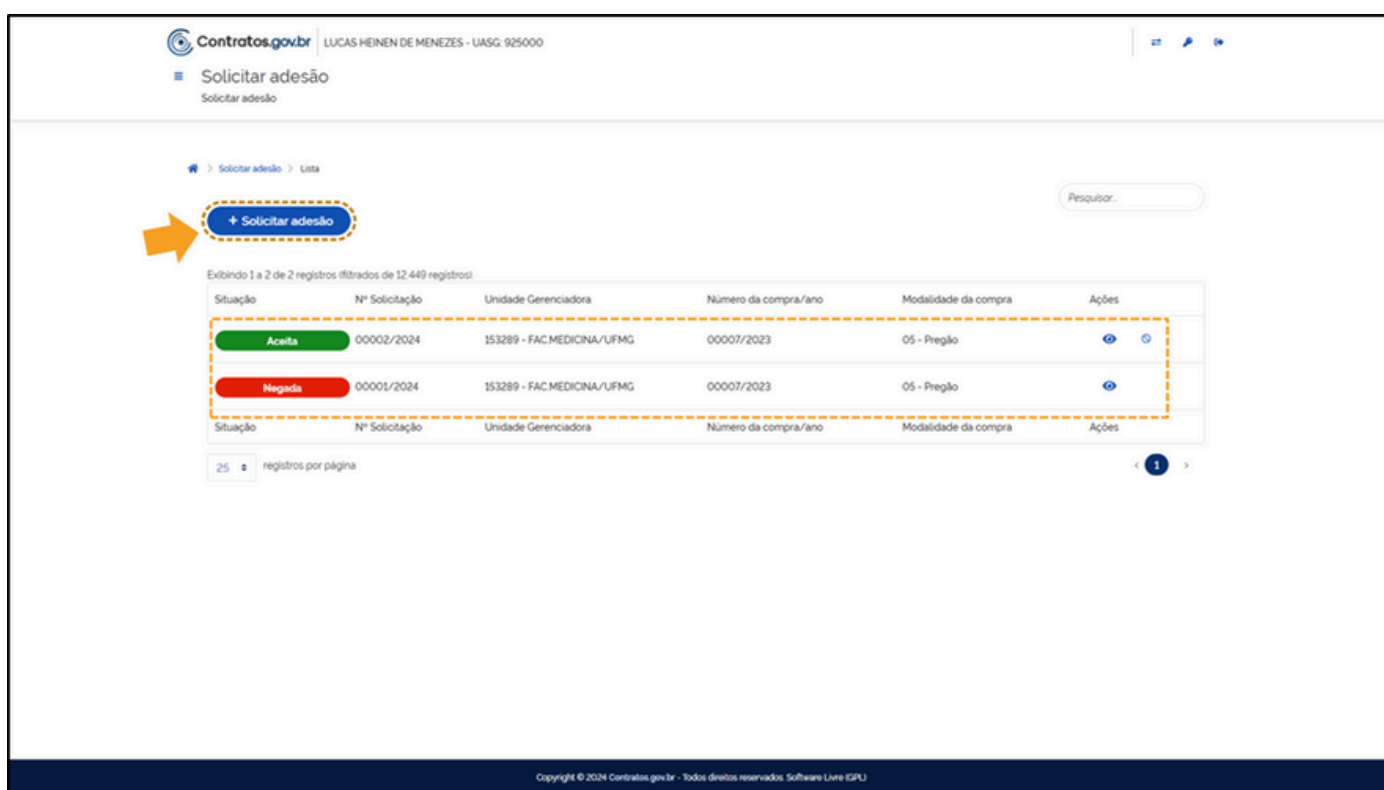 Contratos.gov.br LUCAS HEINEN DE MENEZES - UASG: 925000
Solicitar adesão
Solicitar adesão
> Solicitar adesão > Lista
Pesquisar..
+ Solicitar adesão
Exibindo 1 a 2 de 2 registros (filtrados de 12.449 registros)
Situação Nº Solicitação Unidade Gerenciadora Número da compra/ano Modalidade da compra Ações
Aceita 00002/2024 153289 - FAC.MEDICINA/UFMG 00007/2023 05 - Pregão
Negada 00001/2024 153289 - FAC.MEDICINA/UFMG 00007/2023 05 - Pregão
Situação Nº Solicitação Unidade Gerenciadora Número da compra/ano Modalidade da compra Ações
25 registros por página < 1 >
Copyright © 2024 Contratos.gov.br - Todos direitos reservados. Software Livre (GPL)